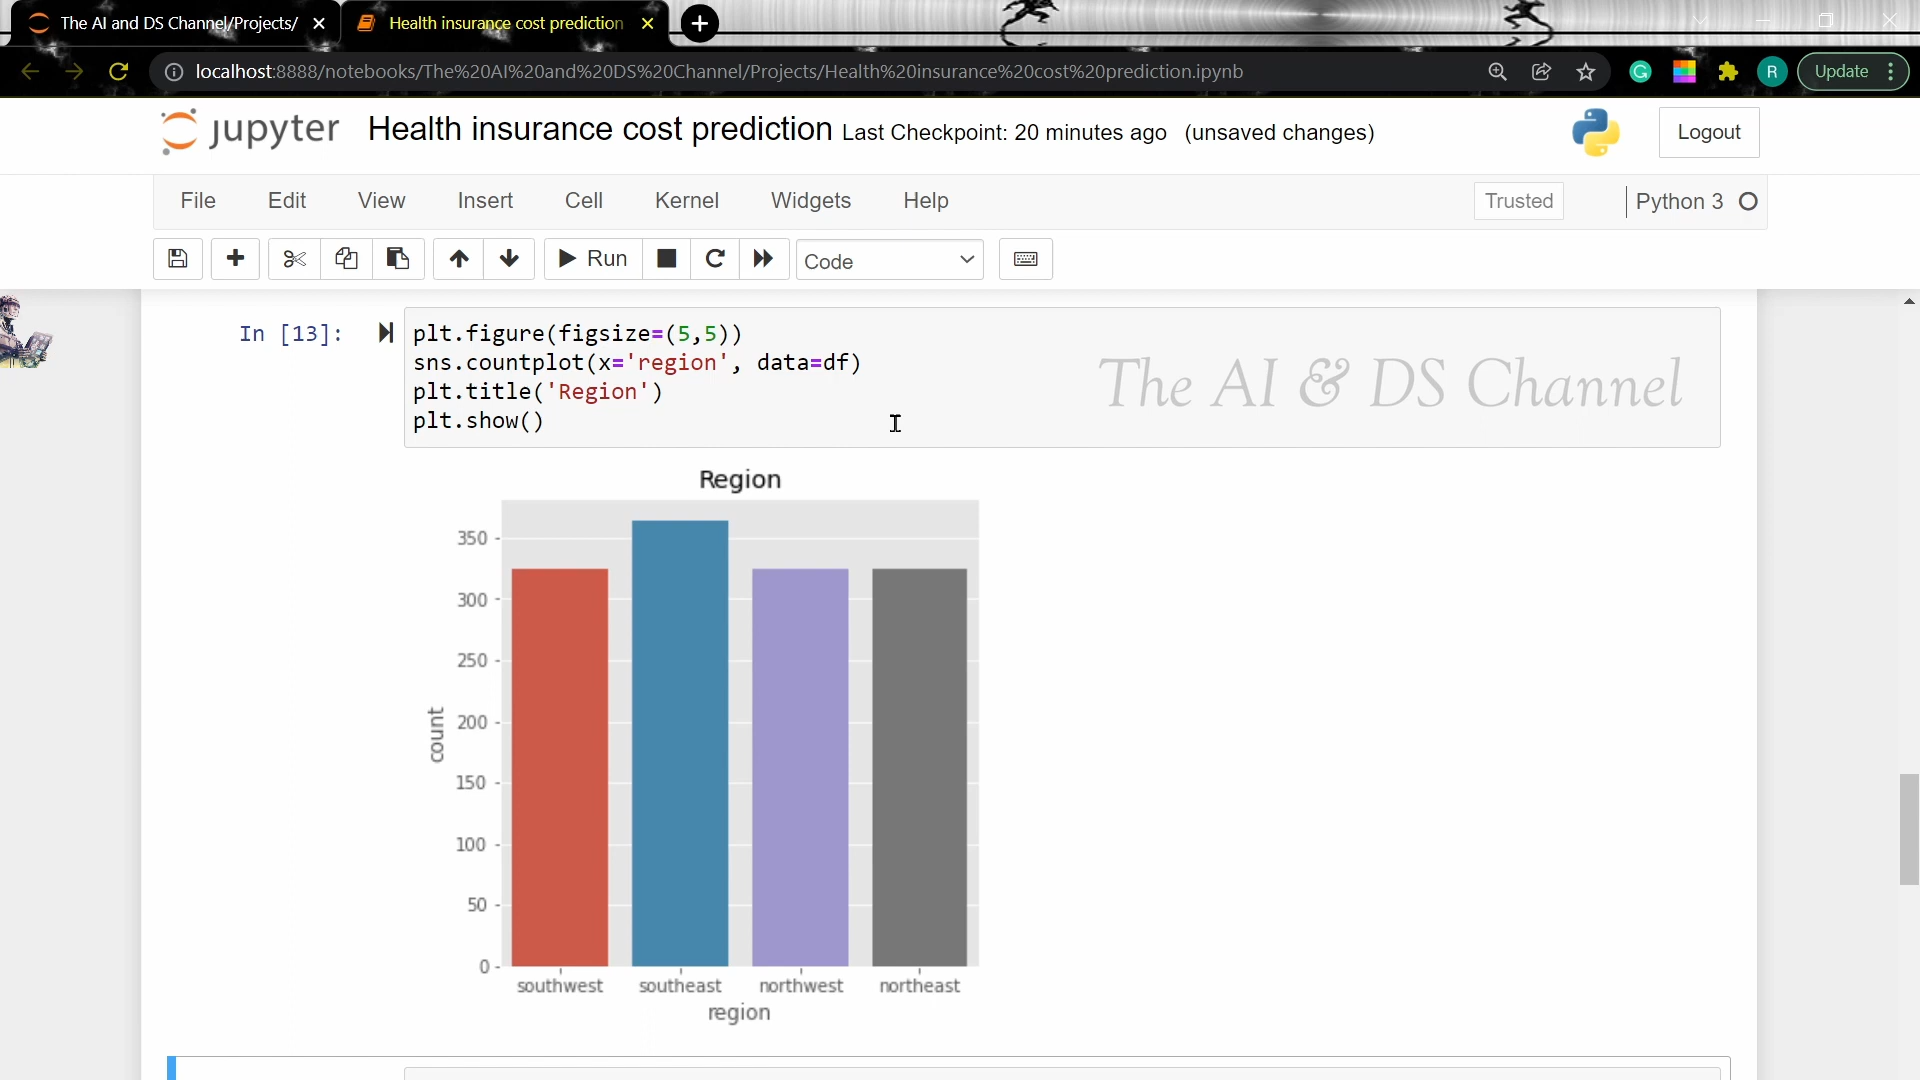 The AI and DS Channel/Projects/
Health insurance cost prediction
localhost:8888/notebooks/The%20AI%20and%20DS%20Channel/Projects/Health%20insurance%20cost%20prediction.ipynb
R
Update
jupyter Health insurance cost prediction Last Checkpoint: 20 minutes ago (unsaved changes)
Logout
File Edit View Insert Cell Kernel Widgets Help
Trusted
Python 3
Run
Code
In [13]:
plt.figure(figsize=(5,5))
sns.countplot(x='region', data=df)
plt.title('Region')
plt.show()
The AI & DS Channel
Region
350
300
250
200
150
100
50
0
count
southwest southeast northwest northeast
region